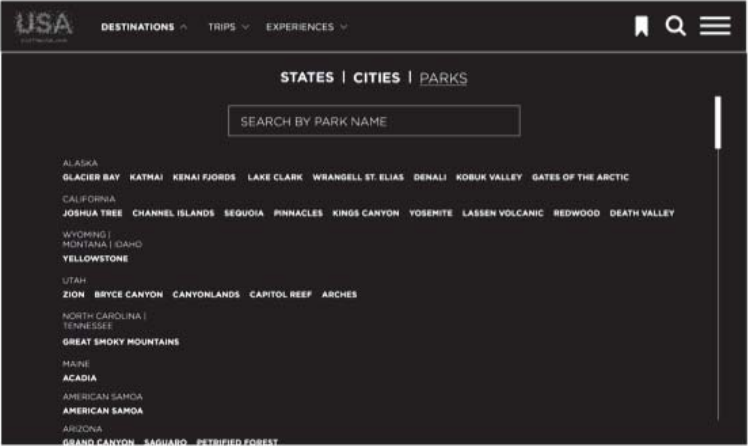 USA
DESTINATIONS TRIPS EXPERIENCES
STATES | CITIES | PARKS
SEARCH BY PARK NAME
ALASKA
GLACIER BAY KATMAI KENAI FJORDS LAKE CLARK WRANGELL ST. ELIAS DENALI KOBUK VALLEY GATES OF THE ARCTIC
CALIFORNIA
JOSHUA TREE CHANNEL ISLANDS SEQUOIA PINNACLES KINGS CANYON YOSEMITE LASSEN VOLCANIC REDWOOD DEATH VALLEY
WYOMING |
MONTANA | IDAHO
YELLOWSTONE
UTAH
ZION BRYCE CANYON CANYONLANDS CAPITOL REEF ARCHES
NORTH CAROLINA |
TENNESSEE
GREAT SMOKY MOUNTAINS
MAINE
ACADIA
AMERICAN SAMOA
AMERICAN SAMOA
ARIZONA
GRAND CANYON SAGUARO PETRIFIED FOREST